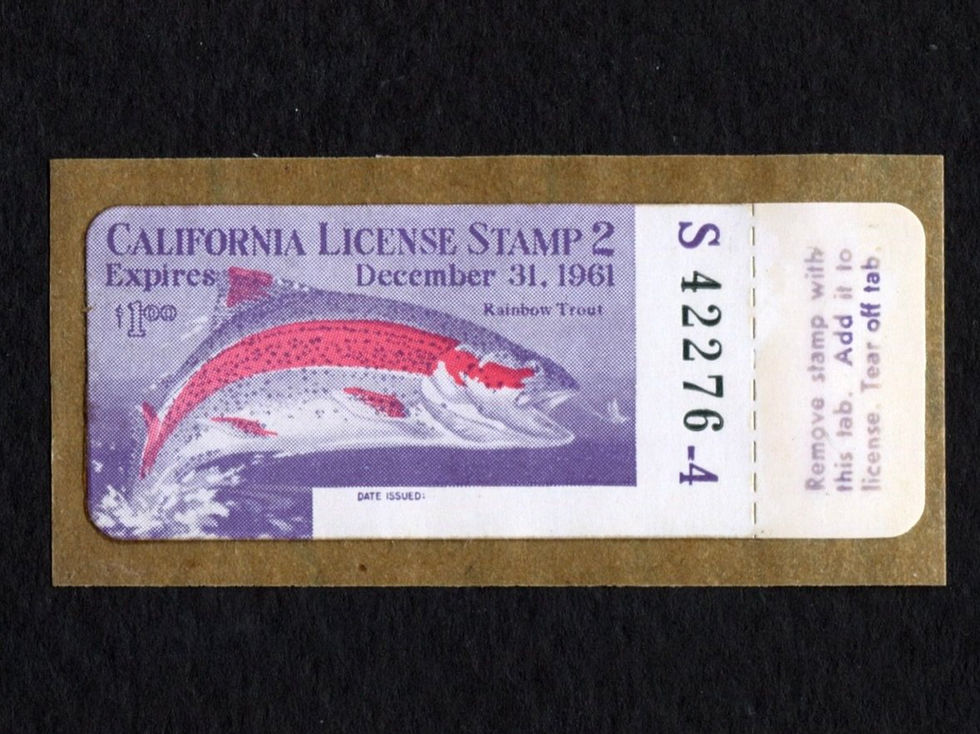 CALIFORNIA LICENSE STAMP 2
Expires December 31, 1961
$1.00
Rainbow Trout
DATE ISSUED:
S 42276-4
Remove stamp with
this tab. Add it to
license. Tear off tab.